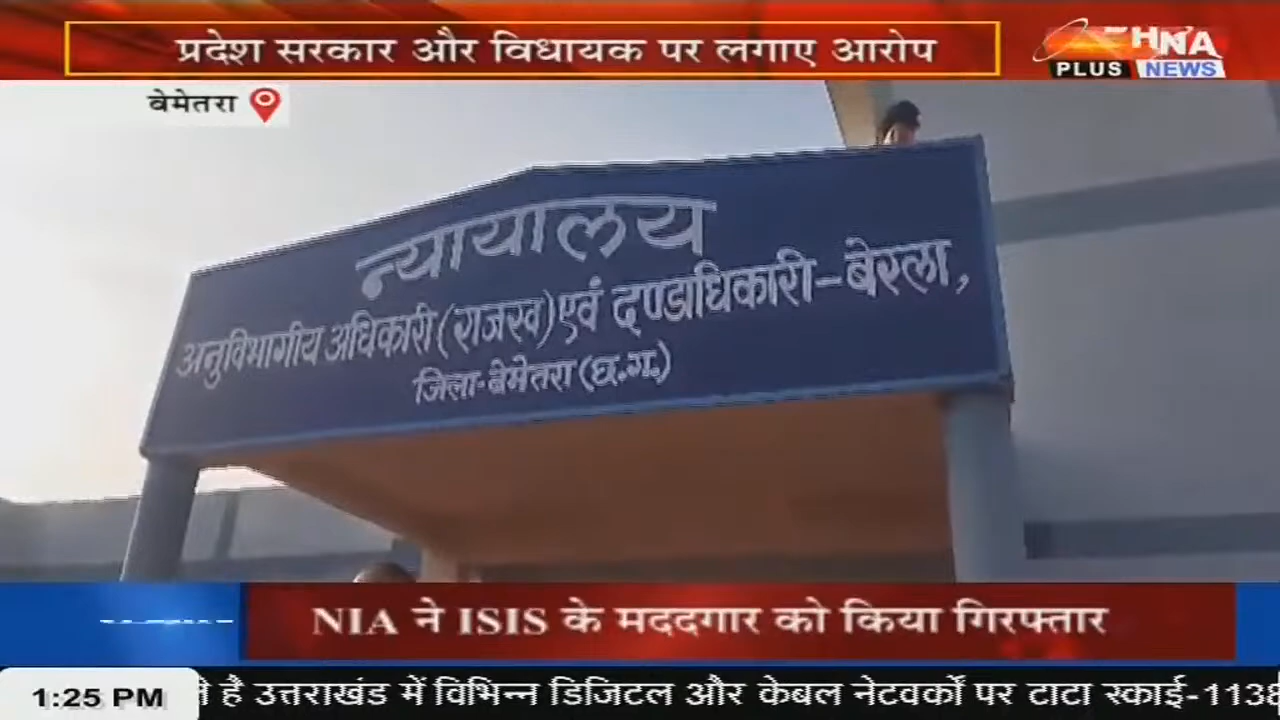 प्रदेश सरकार और विधायक पर लगाए आरोप
HNA
PLUS NEWS
बेमेतरा
न्यायालय
अनुविभागीय अधिकारी (राजस्व) एवं दण्डाधिकारी-बेरला,
जिला-बेमेतरा (छ.ग.)
NIA ने ISIS के मददगार को किया गिरफ्तार
1:25 PM
है उत्तराखंड में विभिन्न डिजिटल और केबल नेटवर्कों पर टाटा स्काई-1138